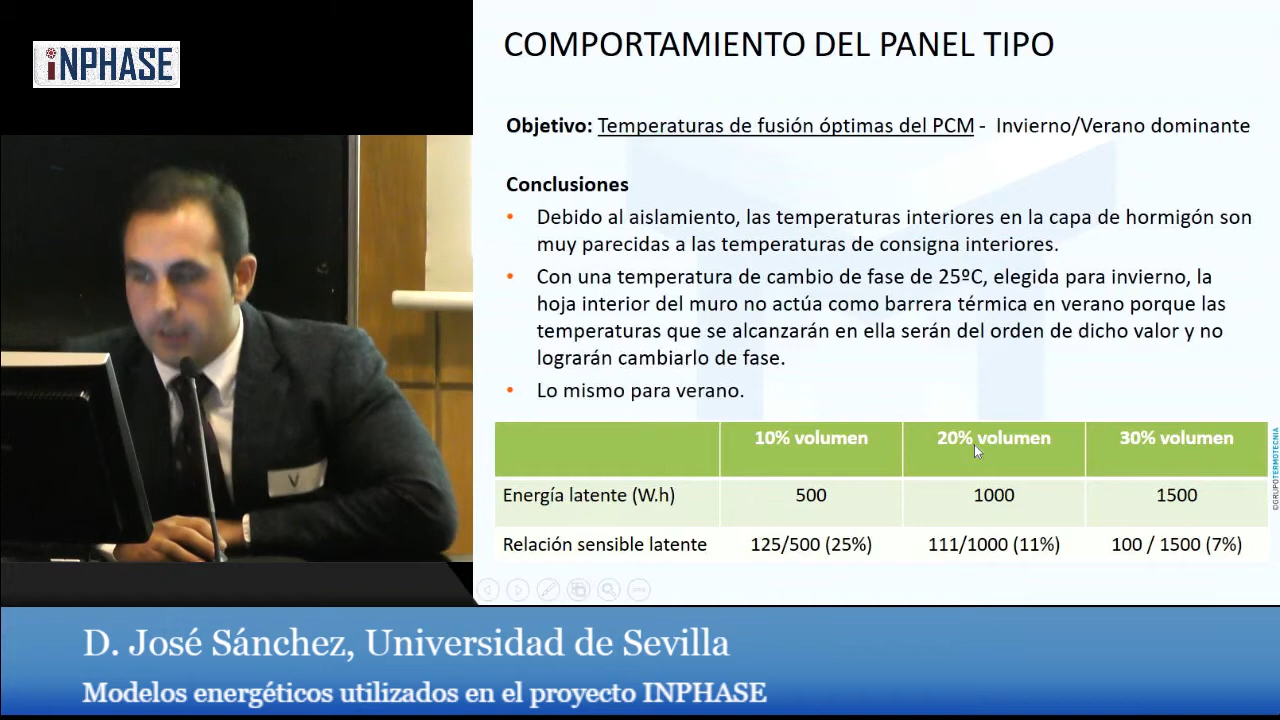 iNPHASE
COMPORTAMIENTO DEL PANEL TIPO
Objetivo: Temperaturas de fusión óptimas del PCM - Invierno/Verano dominante
Conclusiones
• Debido al aislamiento, las temperaturas interiores en la capa de hormigón son
muy parecidas a las temperaturas de consigna interiores.
• Con una temperatura de cambio de fase de 25ºC, elegida para invierno, la
hoja interior del muro no actúa como barrera térmica en verano porque las
temperaturas que se alcanzarán en ella serán del orden de dicho valor y no
lograrán cambiarlo de fase.
• Lo mismo para verano.
10% volumen 20% volumen 30% volumen
Energía latente (W.h) 500 1000 1500
Relación sensible latente 125/500 (25%) 111/1000 (11%) 100 / 1500 (7%)
©GRUPOTERMOTECNIA
V
D. José Sánchez, Universidad de Sevilla
Modelos energéticos utilizados en el proyecto INPHASE